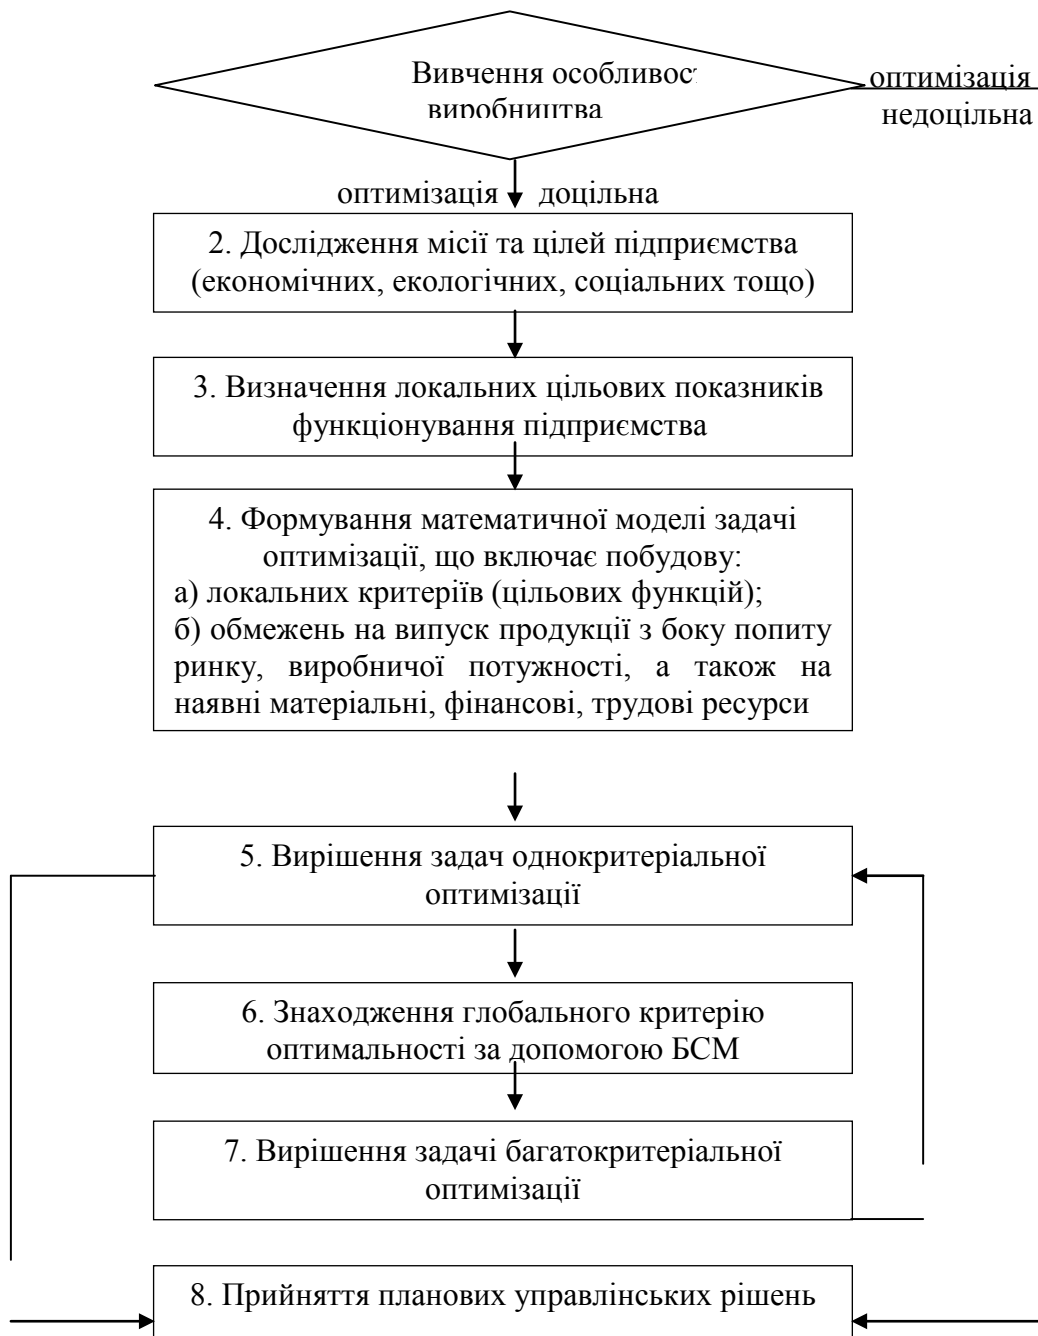 Вивчення особливос
виробництва
оптимізація
недоцільна
оптимізація доцільна
2. Дослідження місії та цілей підприємства
(економічних, екологічних, соціальних тощо)
3. Визначення локальних цільових показників
функціонування підприємства
4. Формування математичної моделі задачі
оптимізації, що включає побудову:
а) локальних критеріїв (цільових функцій);
б) обмежень на випуск продукції з боку попиту
ринку, виробничої потужності, а також на
наявні матеріальні, фінансові, трудові ресурси
5. Вирішення задач однокритеріальної
оптимізації
6. Знаходження глобального критерію
оптимальності за допомогою БСМ
7. Вирішення задачі багатокритеріальної
оптимізації
8. Прийняття планових управлінських рішень